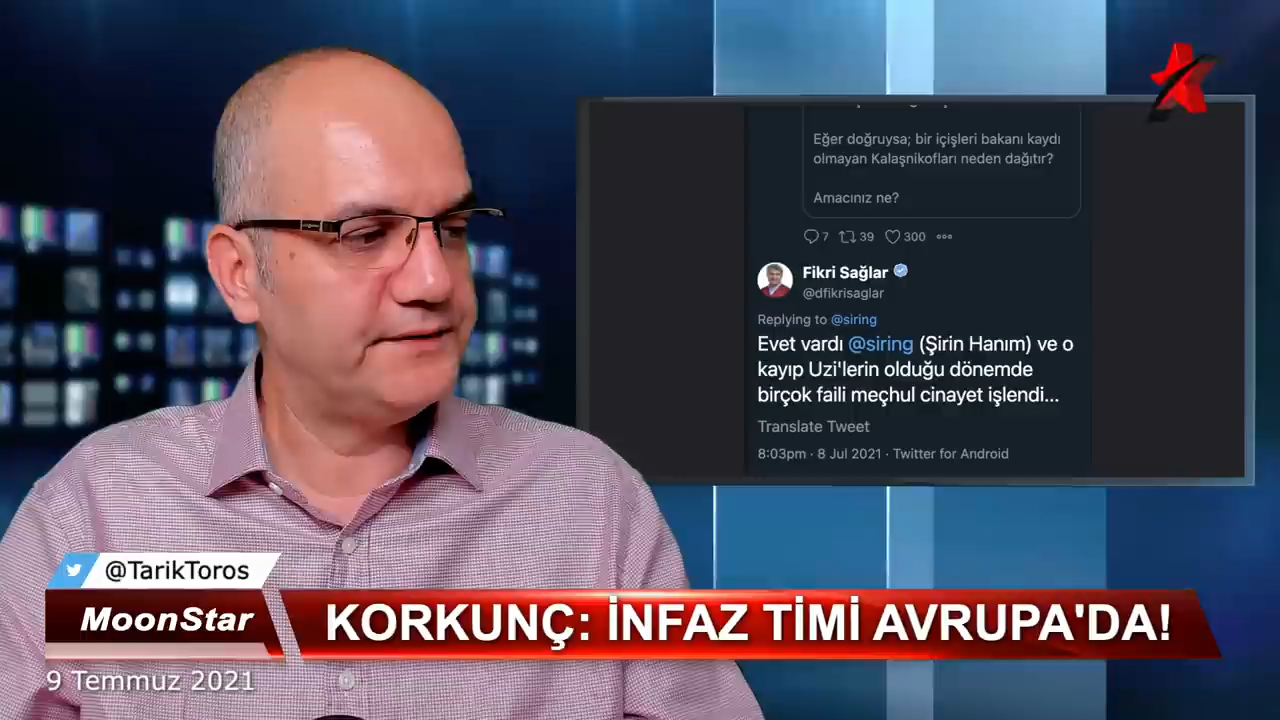 Eğer doğruysa; bir içişleri bakanı kaydı
olmayan Kalaşnikofları neden dağıtır?
Amacınız ne?
7 39 300
Fikri Sağlar
@dfikrisaglar
Replying to @siring
Evet vardı @siring (Şirin Hanım) ve o
kayıp Uzi'lerin olduğu dönemde
birçok faili meçhul cinayet işlendi...
Translate Tweet
8:03pm · 8 Jul 2021 · Twitter for Android
@TarikToros
MoonStar
KORKUNÇ: İNFAZ TİMİ AVRUPA'DA!
9 Temmuz 2021